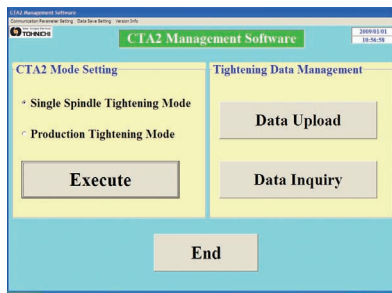 CTA2 Management Software
Communication Parameter Setting Data Save Setting Version Info
TOHNICHI
CTA2 Management Software
2009/01/01
10:56:50
CTA2 Mode Setting
Tightening Data Management
Single Spindle Tightening Mode
Production Tightening Mode
Data Upload
Execute
Data Inquiry
End